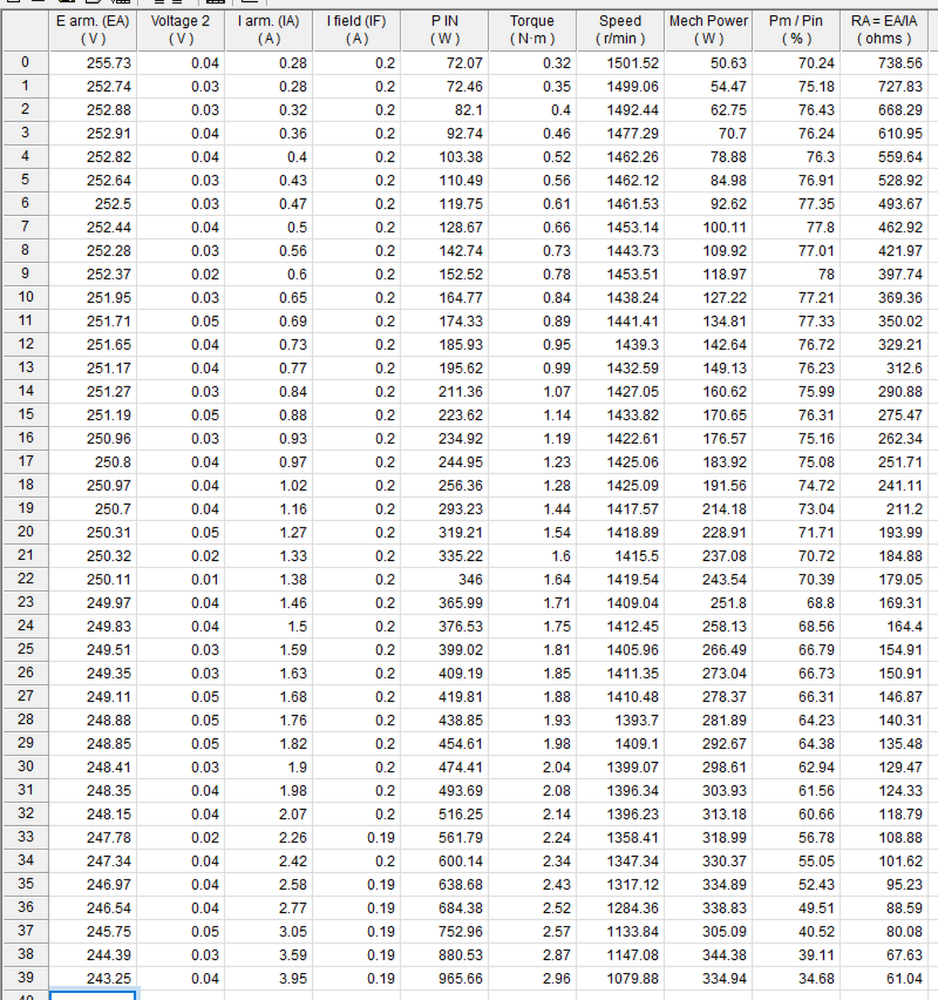 E arm. (EA) Voltage 2 I arm. (IA) I field (IF) P IN Torque Speed Mech Power Pm / Pin RA = EA/IA
( V ) ( V ) ( A ) ( A ) ( W ) ( N·m ) ( r/min ) ( W ) ( % ) ( ohms )
0 255.73 0.04 0.28 0.2 72.07 0.32 1501.52 50.63 70.24 738.56
1 252.74 0.03 0.28 0.2 72.46 0.35 1499.06 54.47 75.18 727.83
2 252.88 0.03 0.32 0.2 82.1 0.4 1492.44 62.75 76.43 668.29
3 252.91 0.04 0.36 0.2 92.74 0.46 1477.29 70.7 76.24 610.95
4 252.82 0.04 0.4 0.2 103.38 0.52 1462.26 78.88 76.3 559.64
5 252.64 0.03 0.43 0.2 110.49 0.56 1462.12 84.98 76.91 528.92
6 252.5 0.03 0.47 0.2 119.75 0.61 1461.53 92.62 77.35 493.67
7 252.44 0.04 0.5 0.2 128.67 0.66 1453.14 100.11 77.8 462.92
8 252.28 0.03 0.56 0.2 142.74 0.73 1443.73 109.92 77.01 421.97
9 252.37 0.02 0.6 0.2 152.52 0.78 1453.51 118.97 78 397.74
10 251.95 0.03 0.65 0.2 164.77 0.84 1438.24 127.22 77.21 369.36
11 251.71 0.05 0.69 0.2 174.33 0.89 1441.41 134.81 77.33 350.02
12 251.65 0.04 0.73 0.2 185.93 0.95 1439.3 142.64 76.72 329.21
13 251.17 0.04 0.77 0.2 195.62 0.99 1432.59 149.13 76.23 312.6
14 251.27 0.03 0.84 0.2 211.36 1.07 1427.05 160.62 75.99 290.88
15 251.19 0.05 0.88 0.2 223.62 1.14 1433.82 170.65 76.31 275.47
16 250.96 0.03 0.93 0.2 234.92 1.19 1422.61 176.57 75.16 262.34
17 250.8 0.04 0.97 0.2 244.95 1.23 1425.06 183.92 75.08 251.71
18 250.97 0.04 1.02 0.2 256.36 1.28 1425.09 191.56 74.72 241.11
19 250.7 0.04 1.16 0.2 293.23 1.44 1417.57 214.18 73.04 211.2
20 250.31 0.05 1.27 0.2 319.21 1.54 1418.89 228.91 71.71 193.99
21 250.32 0.02 1.33 0.2 335.22 1.6 1415.5 237.08 70.72 184.88
22 250.11 0.01 1.38 0.2 346 1.64 1419.54 243.54 70.39 179.05
23 249.97 0.04 1.46 0.2 365.99 1.71 1409.04 251.8 68.8 169.31
24 249.83 0.04 1.5 0.2 376.53 1.75 1412.45 258.13 68.56 164.4
25 249.51 0.03 1.59 0.2 399.02 1.81 1405.96 266.49 66.79 154.91
26 249.35 0.03 1.63 0.2 409.19 1.85 1411.35 273.04 66.73 150.91
27 249.11 0.05 1.68 0.2 419.81 1.88 1410.48 278.37 66.31 146.87
28 248.88 0.05 1.76 0.2 438.85 1.93 1393.7 281.89 64.23 140.31
29 248.85 0.05 1.82 0.2 454.61 1.98 1409.1 292.67 64.38 135.48
30 248.41 0.03 1.9 0.2 474.41 2.04 1399.07 298.61 62.94 129.47
31 248.35 0.04 1.98 0.2 493.69 2.08 1396.34 303.93 61.56 124.33
32 248.15 0.04 2.07 0.2 516.25 2.14 1396.23 313.18 60.66 118.79
33 247.78 0.02 2.26 0.19 561.79 2.24 1358.41 318.99 56.78 108.88
34 247.34 0.04 2.42 0.2 600.14 2.34 1347.34 330.37 55.05 101.62
35 246.97 0.04 2.58 0.19 638.68 2.43 1317.12 334.89 52.43 95.23
36 246.54 0.04 2.77 0.19 684.38 2.52 1284.36 338.83 49.51 88.59
37 245.75 0.05 3.05 0.19 752.96 2.57 1133.84 305.09 40.52 80.08
38 244.39 0.03 3.59 0.19 880.53 2.87 1147.08 344.38 39.11 67.63
39 243.25 0.04 3.95 0.19 965.66 2.96 1079.88 334.94 34.68 61.04